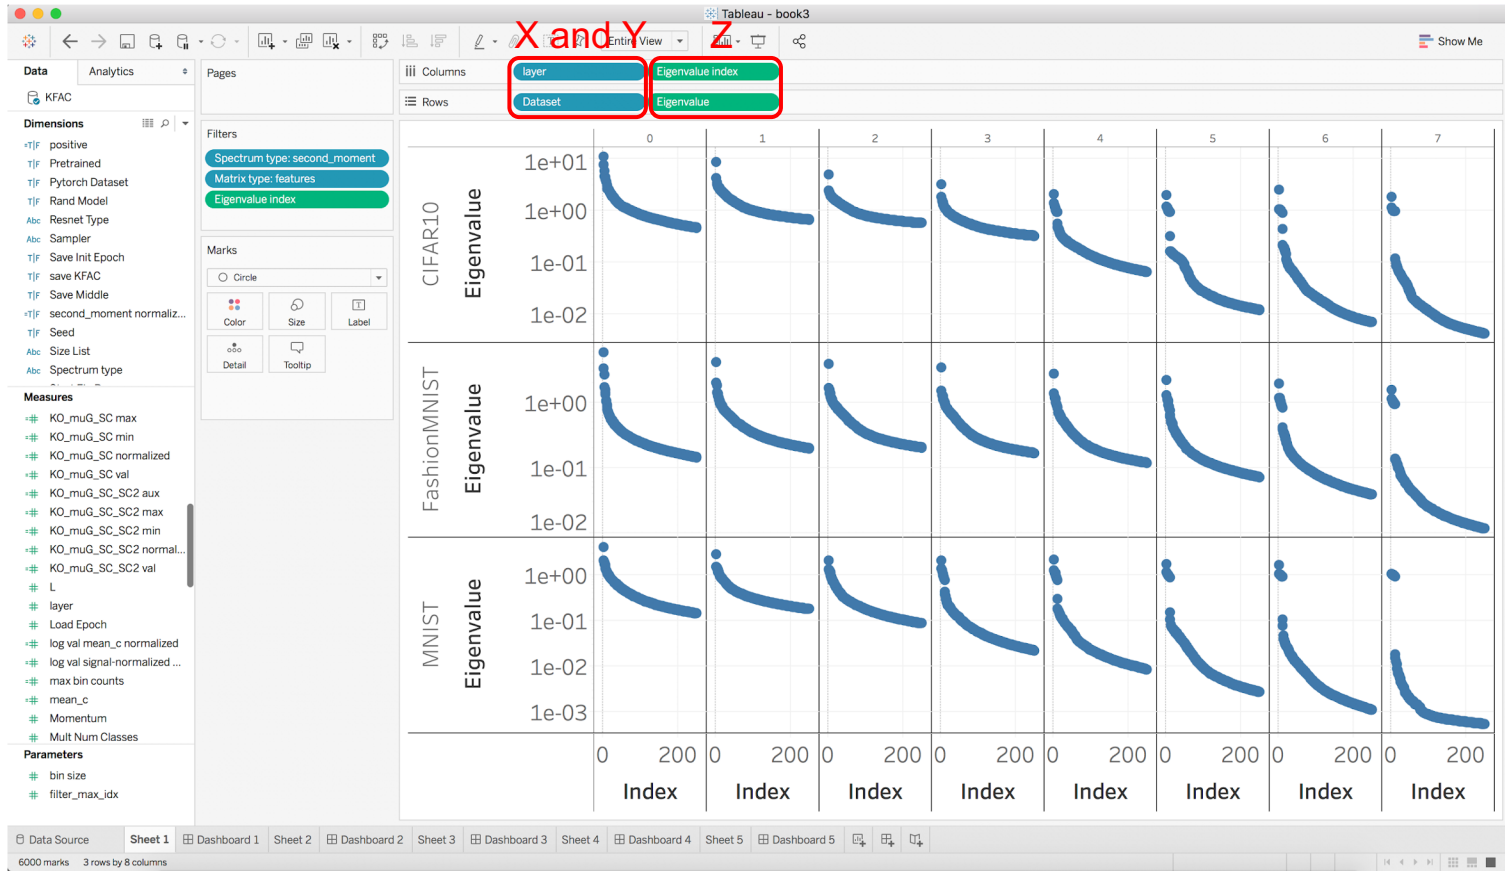 Tableau - book3
X and Y
Z
Entire View
Show Me
Data
Analytics
Pages
Columns
layer
Eigenvalue index
Rows
Dataset
Eigenvalue
KFAC
Dimensions
=T|F positive
T|F Pretrained
T|F Pytorch Dataset
T|F Rand Model
Abc Resnet Type
Abc Sampler
T|F Save Init Epoch
T|F save KFAC
T|F Save Middle
=T|F second_moment normaliz...
T|F Seed
Abc Size List
Abc Spectrum type
Measures
KO_muG_SC max
KO_muG_SC min
KO_muG_SC normalized
KO_muG_SC val
KO_muG_SC_SC2 aux
KO_muG_SC_SC2 max
KO_muG_SC_SC2 min
KO_muG_SC_SC2 normal...
KO_muG_SC_SC2 val
L
layer
Load Epoch
log val mean_c normalized
log val signal-normalized ...
max bin counts
mean_c
Momentum
Mult Num Classes
Parameters
bin size
filter_max_idx
Filters
Spectrum type: second_moment
Matrix type: features
Eigenvalue index
Marks
Circle
Color
Size
Label
Detail
Tooltip
0 1 2 3 4 5 6 7
CIFAR10
Eigenvalue
1e+01
1e+00
1e-01
1e-02
FashionMNIST
Eigenvalue
1e+00
1e-01
1e-02
MNIST
Eigenvalue
1e+00
1e-01
1e-02
1e-03
0 200 0 200 0 200 0 200 0 200 0 200 0 200 0 200
Index Index Index Index Index Index Index Index
Data Source
Sheet 1
Dashboard 1
Sheet 2
Dashboard 2
Sheet 3
Dashboard 3
Sheet 4
Dashboard 4
Sheet 5
Dashboard 5
6000 marks 3 rows by 8 columns